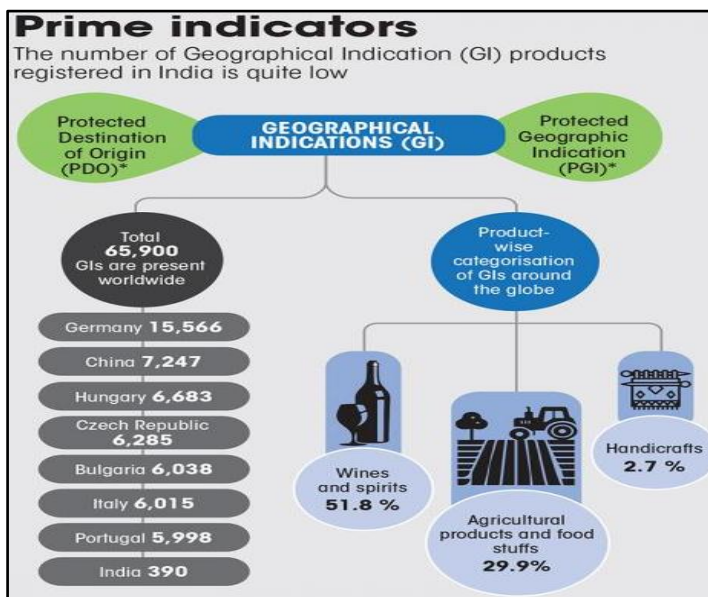 Prime indicators
The number of Geographical Indication (GI) products
registered in India is quite low
Protected
Destination
of Origin
(PDO)*
GEOGRAPHICAL
INDICATIONS (GI)
Protected
Geographic
Indication
(PGI)*
Total
65,900
GIs are present
worldwide
Germany 15,566
China 7,247
Hungary 6,683
Czech Republic
6,285
Bulgaria 6,038
Italy 6,015
Portugal 5,998
India 390
Product-
wise
categorisation
of GIs around
the globe
Wines
and spirits
51.8 %
Agricultural
products and food
stuffs
29.9%
Handicrafts
2.7 %